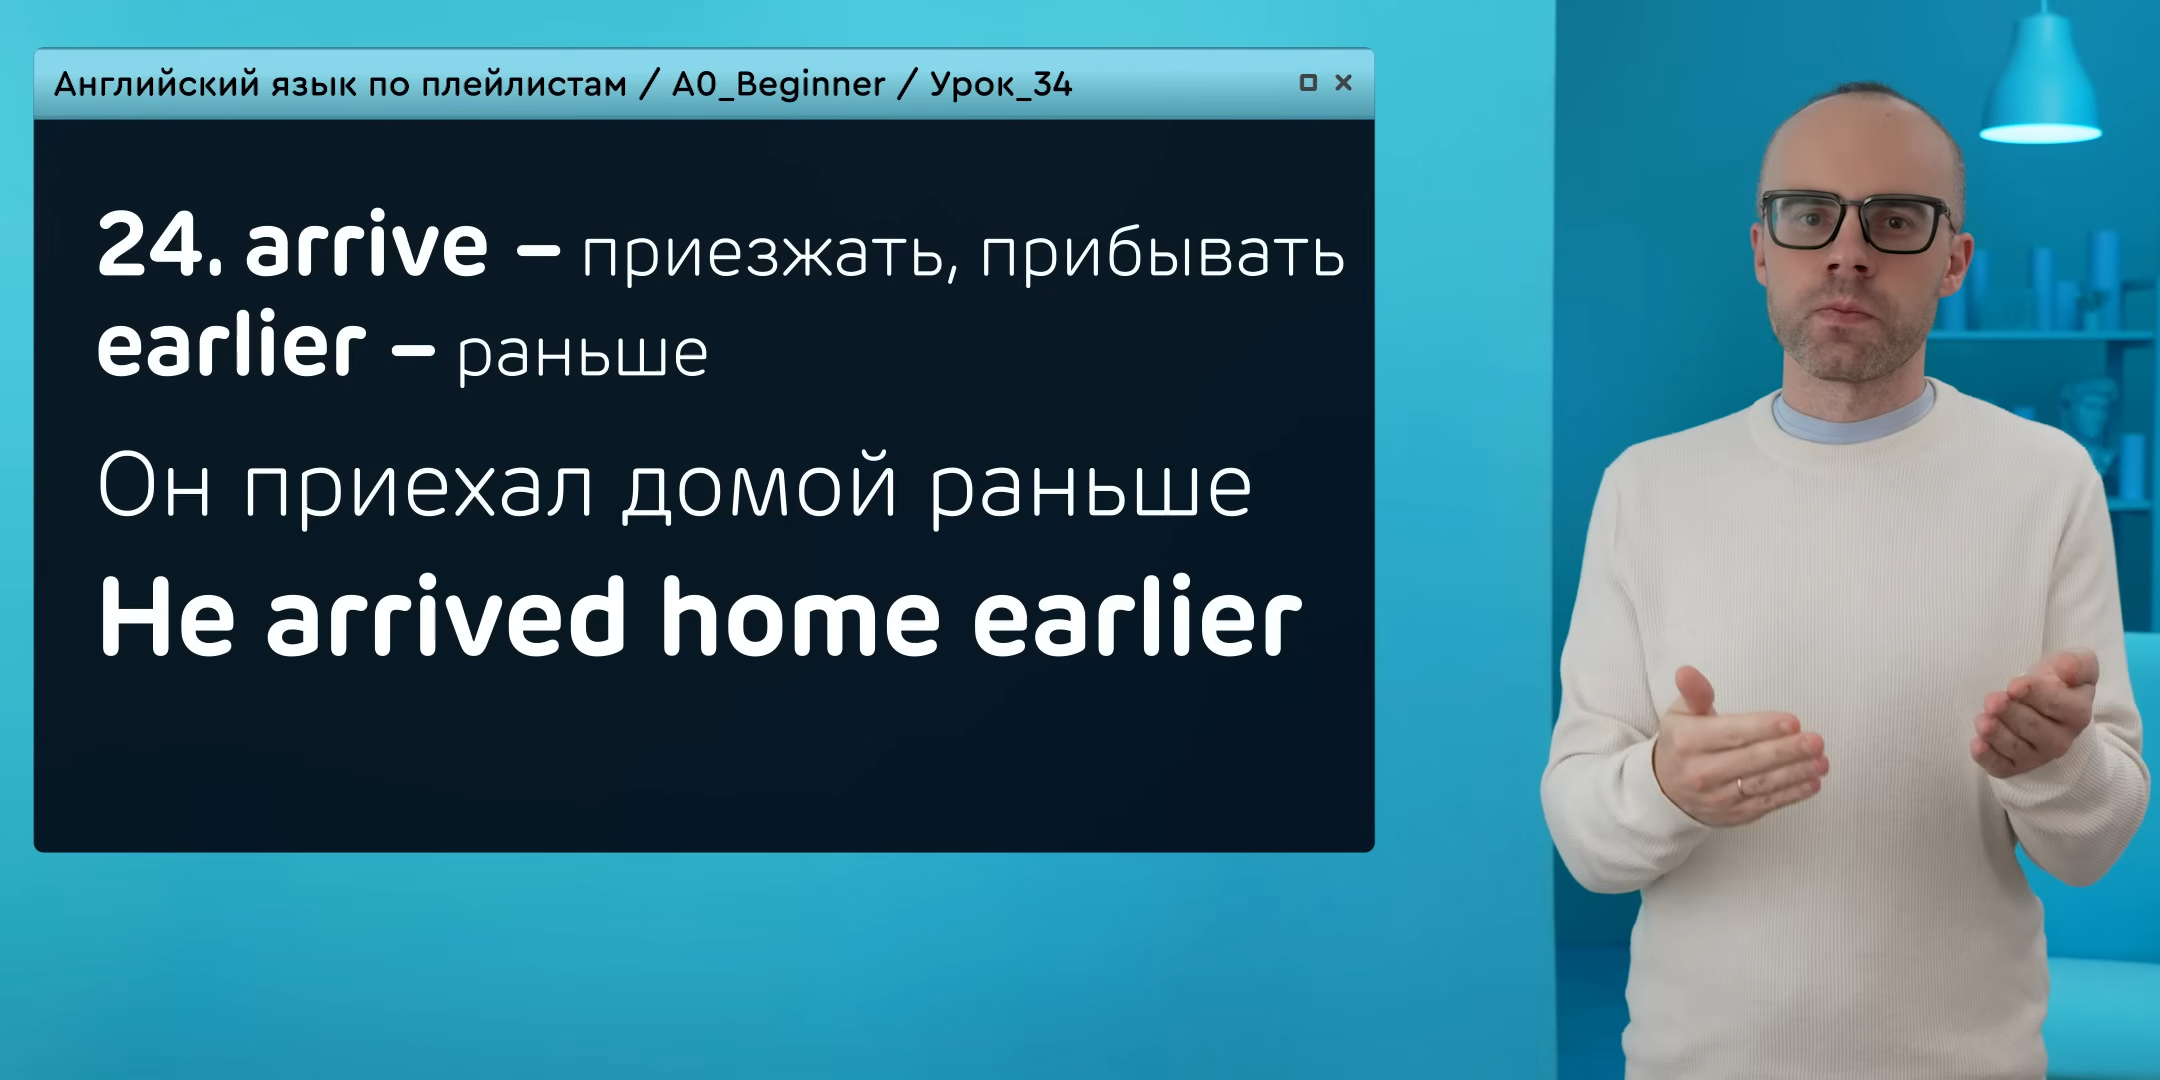 Английский язык по плейлистам / A0_Beginner / Урок_34
24. arrive – приезжать, прибывать
earlier – раньше
Он приехал домой раньше
He arrived home earlier